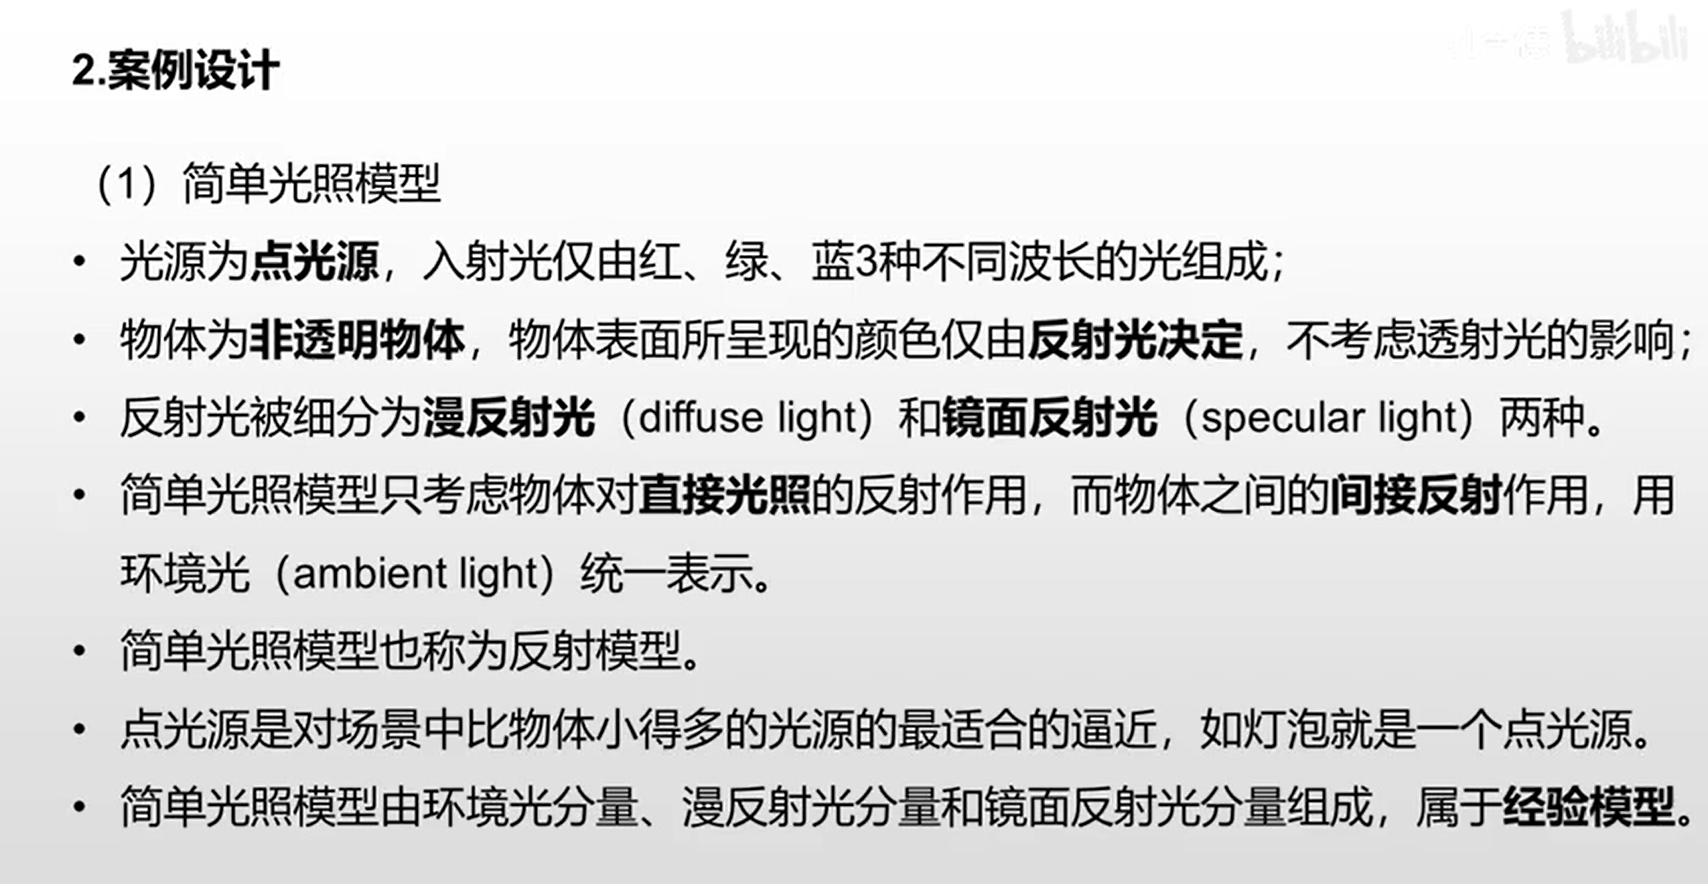 bilibili
2.案例设计
（1）简单光照模型
• 光源为点光源，入射光仅由红、绿、蓝3种不同波长的光组成；
• 物体为非透明物体，物体表面所呈现的颜色仅由反射光决定，不考虑透射光的影响；
• 反射光被细分为漫反射光（diffuse light）和镜面反射光（specular light）两种。
• 简单光照模型只考虑物体对直接光照的反射作用，而物体之间的间接反射作用，用
环境光（ambient light）统一表示。
• 简单光照模型也称为反射模型。
• 点光源是对场景中比物体小得多的光源的最适合的逼近，如灯泡就是一个点光源。
• 简单光照模型由环境光分量、漫反射光分量和镜面反射光分量组成，属于经验模型。